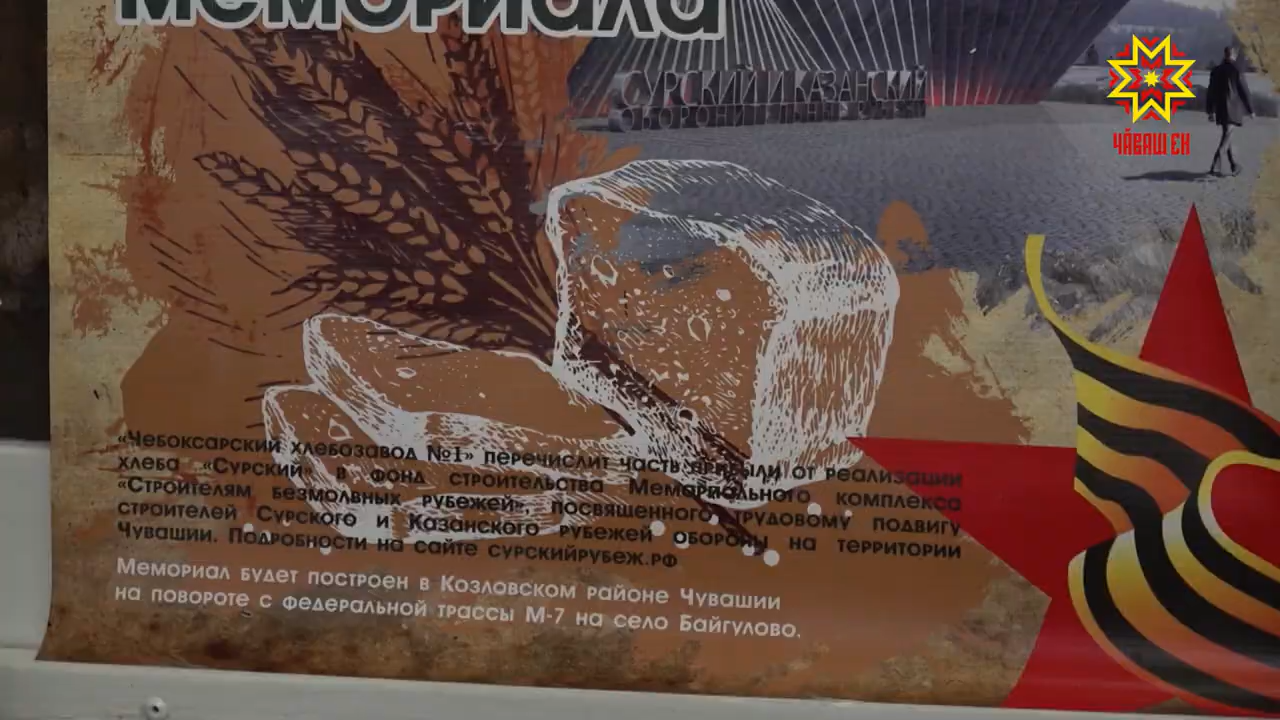 мемориала
СУРСКИЙ И КАЗАНСКИЙ
ЧӐВАШ ЕН
«Чебоксарский хлебозавод №1» перечислит часть прибыли от реализации
хлеба «Сурский» в фонд строительства Мемориального комплекса
«Строителям безмолвных рубежей», посвященного трудовому подвигу
строителей Сурского и Казанского рубежей обороны на территории
Чувашии. Подробности на сайте сурскийрубеж.рф
Мемориал будет построен в Козловском районе Чувашии
на повороте с федеральной трассы М-7 на село Байгулово.